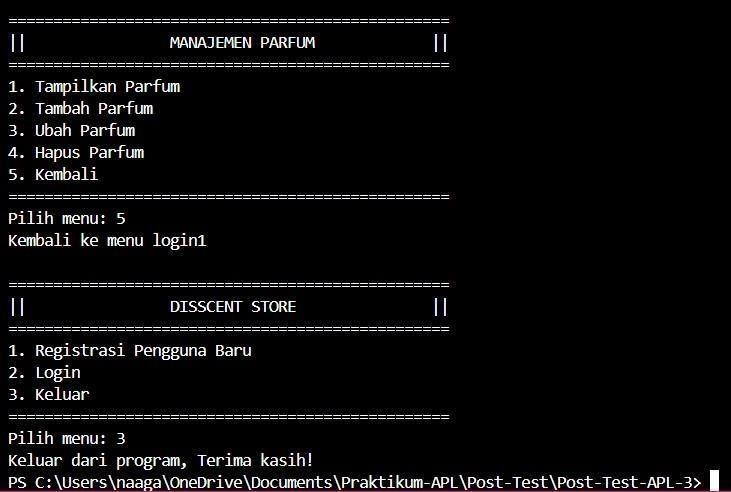 =================================================
||                MANAJEMEN PARFUM             ||
=================================================
1. Tampilkan Parfum
2. Tambah Parfum
3. Ubah Parfum
4. Hapus Parfum
5. Kembali
=================================================
Pilih menu: 5
Kembali ke menu login1
=================================================
||                DISSCENT STORE               ||
=================================================
1. Registrasi Pengguna Baru
2. Login
3. Keluar
=================================================
Pilih menu: 3
Keluar dari program, Terima kasih!
PS C:\Users\naaga\OneDrive\Documents\Praktikum-APL\Post-Test\Post-Test-APL-3>